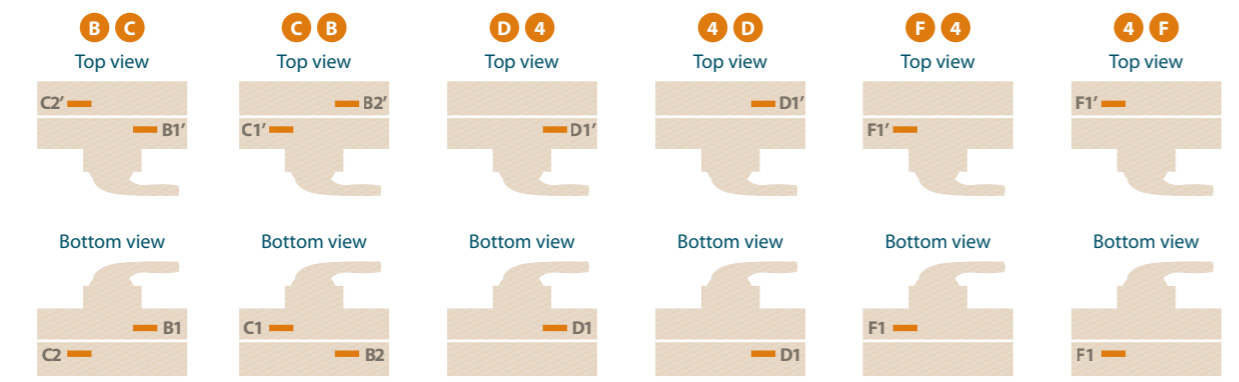 B C C B D 4 4 D F 4 4 F
Top view Top view Top view Top view Top view Top view
C2′ B2′ D1′ F1′
B1′ C1′ D1′ F1′
Bottom view Bottom view Bottom view Bottom view Bottom view Bottom view
B1 C1 D1 F1
C2 B2 D1 F1